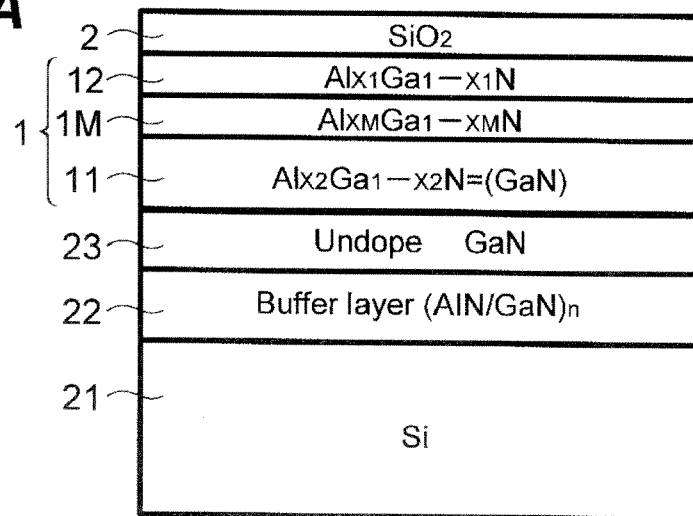 A
2 SiO2
12 Alx1Ga1-x1N
1 1M AlxMGa1-xMN
11 Alx2Ga1-x2N=(GaN)
23 Undope GaN
22 Buffer layer (AlN/GaN)n
21 Si